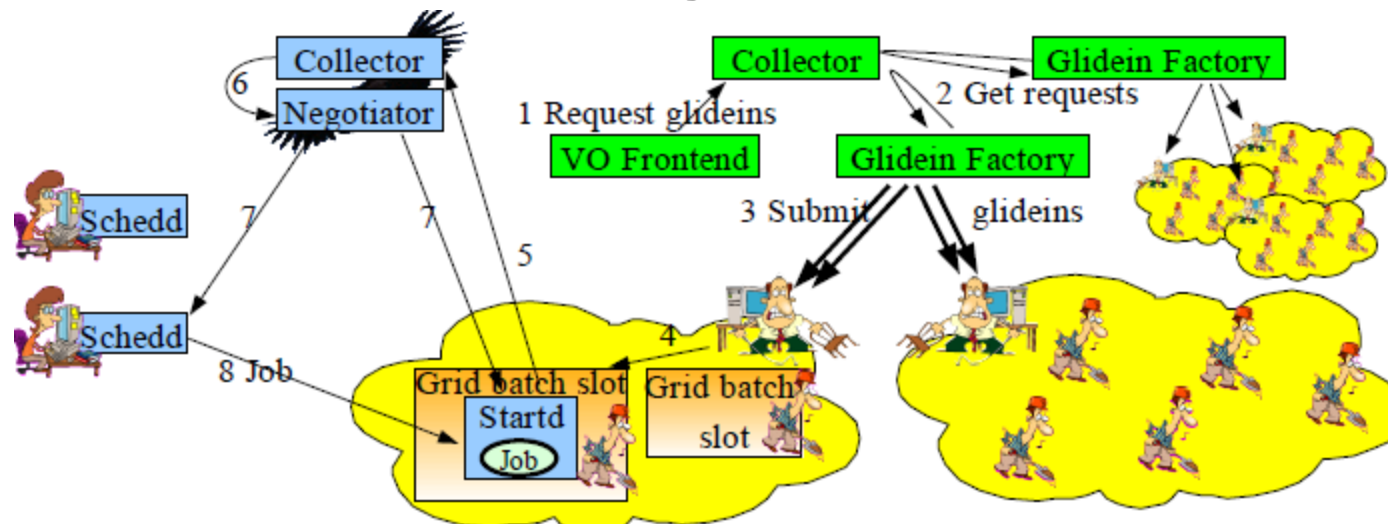 Collector
6
Negotiator
Collector
Glidein Factory
2 Get requests
1 Request glideins
VO Frontend
Glidein Factory
Schedd
7
7
3 Submit
glideins
5
Schedd
4
8 Job
Grid batch slot
Startd
Job
Grid batch
slot